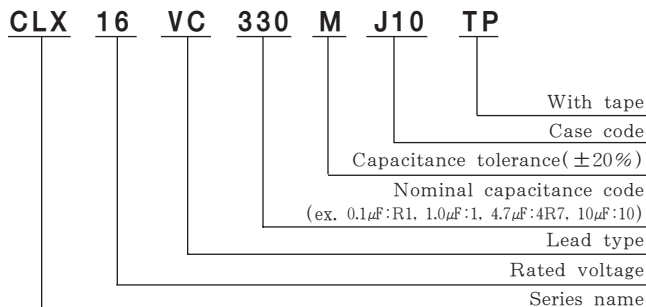 CLX 16 VC 330 M J10 TP
With tape
Case code
Capacitance tolerance(±20%)
Nominal capacitance code
(ex. 0.1μF:R1, 1.0μF:1, 4.7μF:4R7, 10μF:10)
Lead type
Rated voltage
Series name